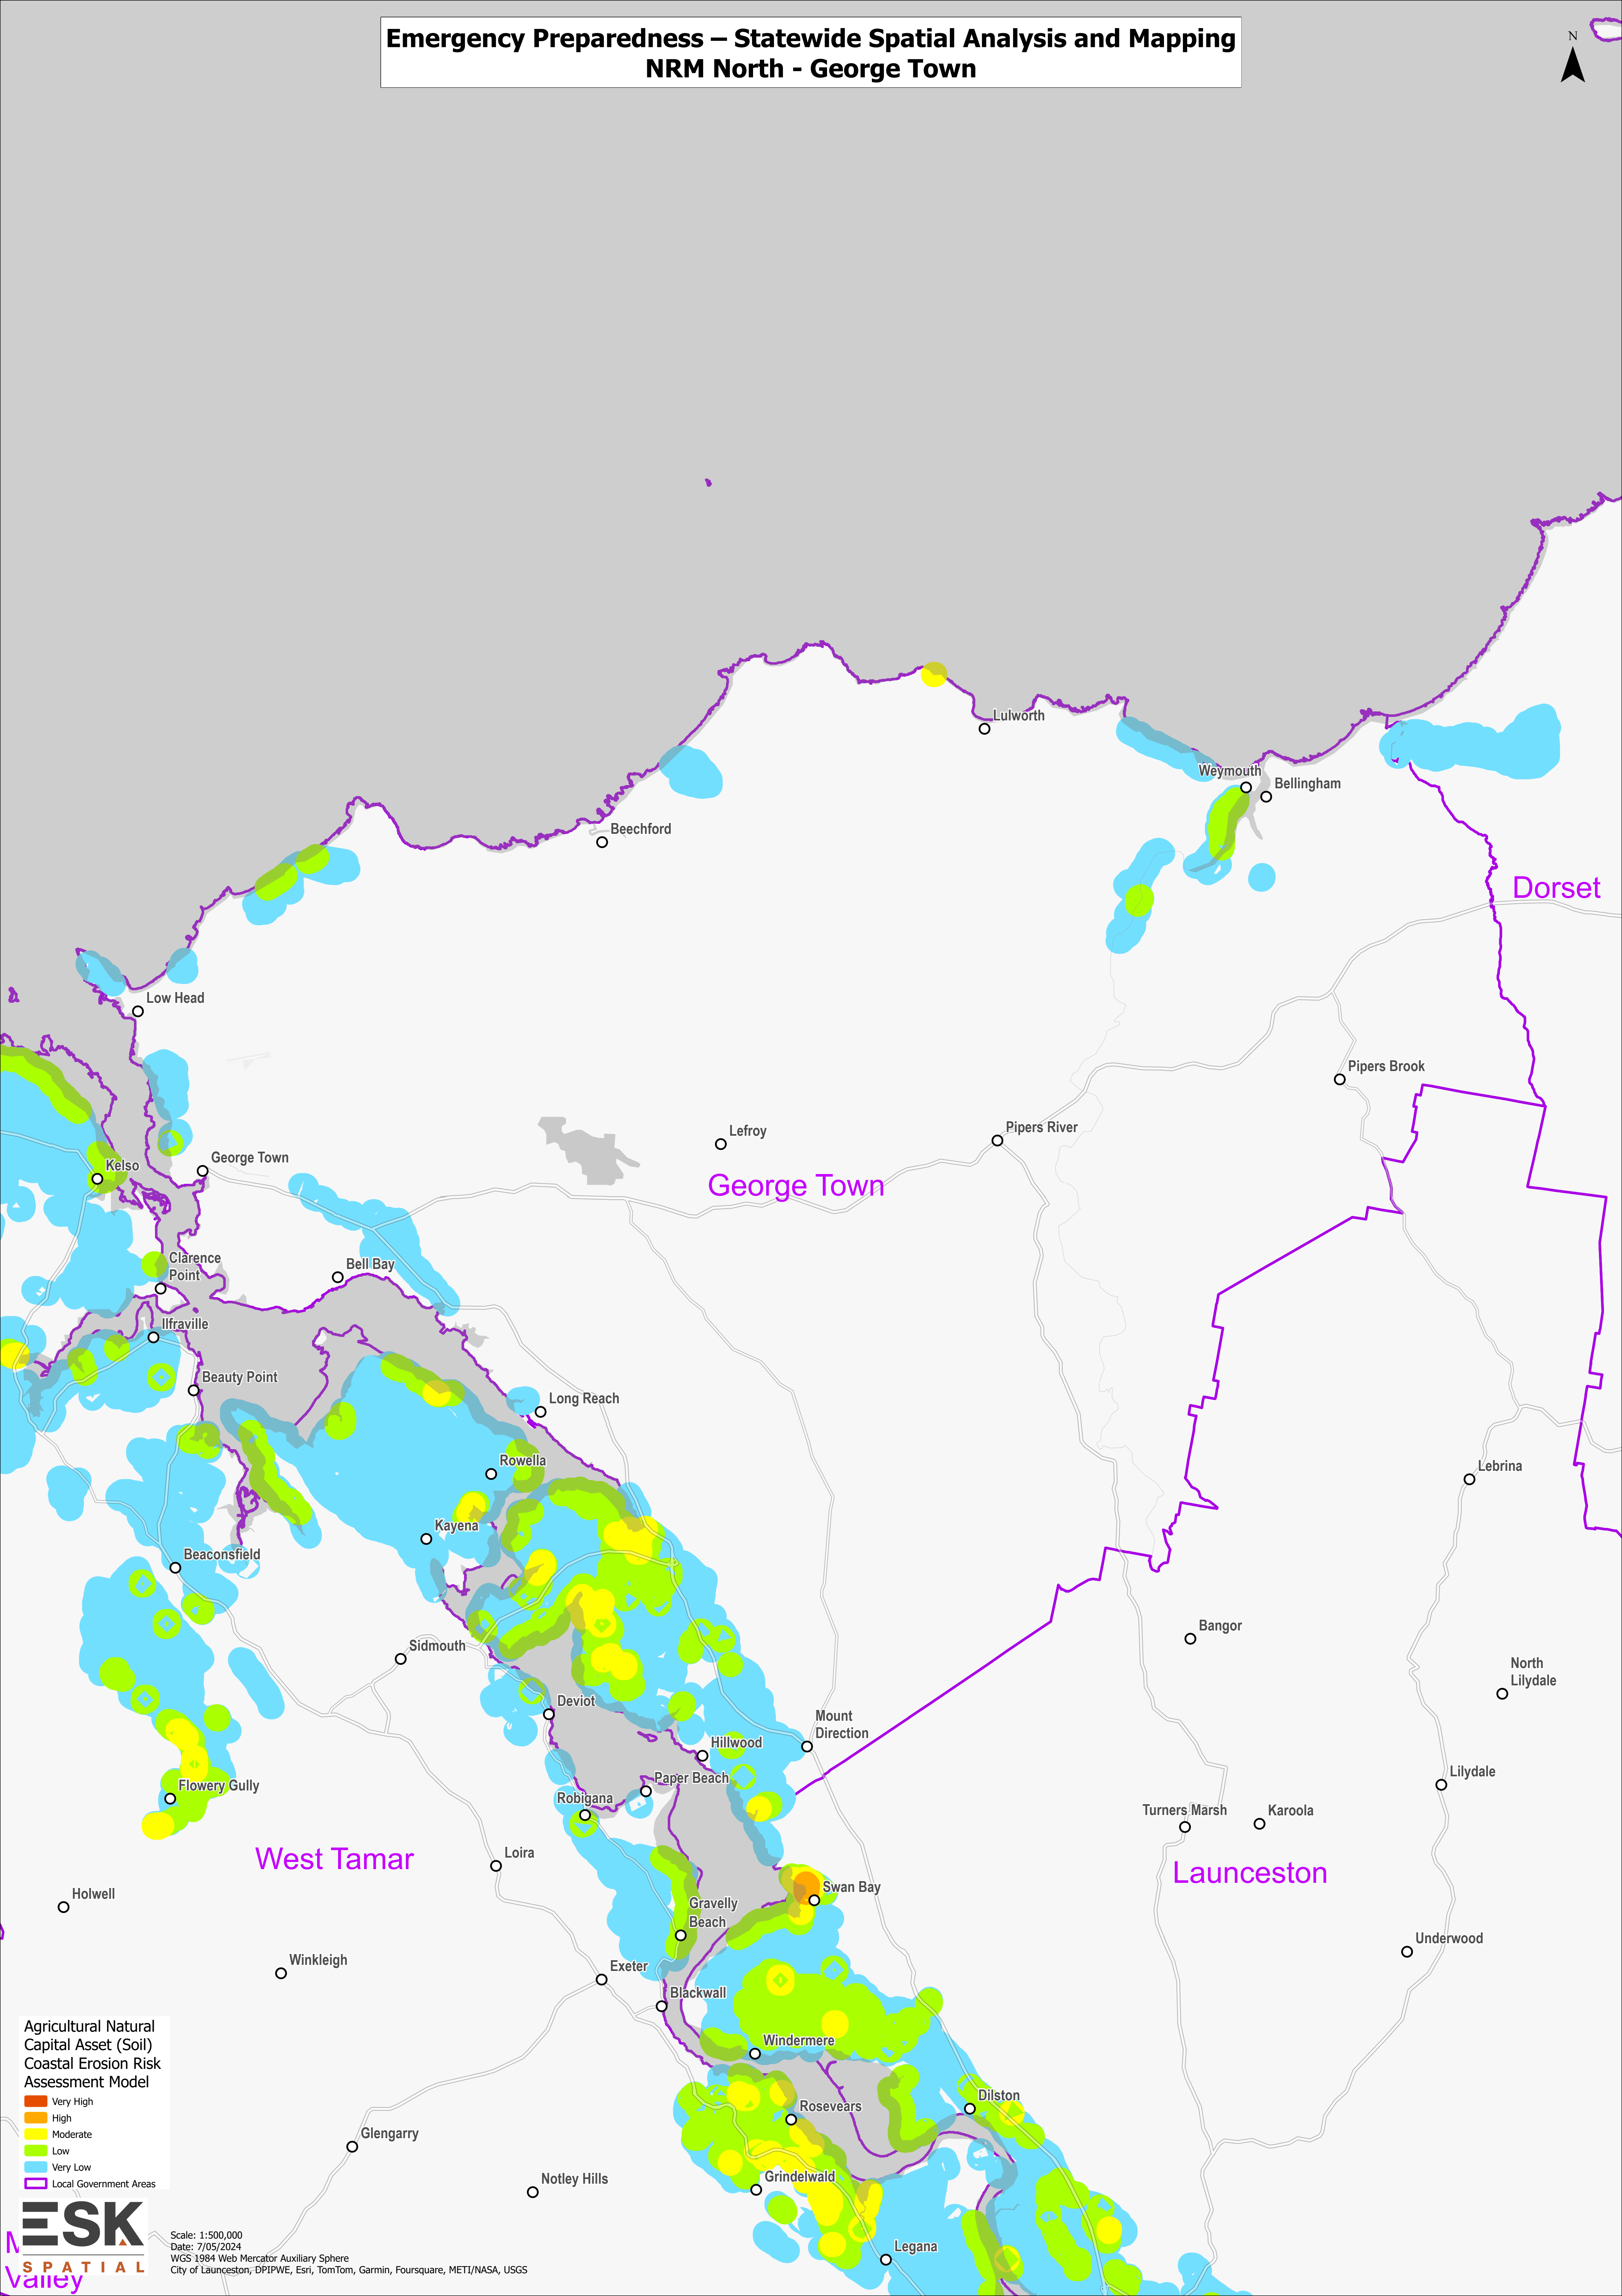 Emergency Preparedness – Statewide Spatial Analysis and Mapping
NRM North - George Town
N
Lulworth
Weymouth
Bellingham
Beechford
Dorset
Low Head
Pipers Brook
Lefroy
Pipers River
Kelso
George Town
George Town
Clarence
Point
Bell Bay
Ilfraville
Beauty Point
Long Reach
Rowella
Lebrina
Kayena
Beaconsfield
Bangor
Sidmouth
North
Lilydale
Deviot
Mount
Direction
Hillwood
Paper Beach
Flowery Gully
Lilydale
Robigana
Turners Marsh
Karoola
West Tamar
Loira
Launceston
Swan Bay
Holwell
Gravelly
Beach
Underwood
Winkleigh
Exeter
Blackwall
Windermere
Dilston
Rosevears
Glengarry
Grindelwald
Notley Hills
Legana
Agricultural Natural
Capital Asset (Soil)
Coastal Erosion Risk
Assessment Model
Very High
High
Moderate
Low
Very Low
Local Government Areas
ESK
SPATIAL
Valley
Scale: 1:500,000
Date: 7/05/2024
WGS 1984 Web Mercator Auxiliary Sphere
City of Launceston, DPIPWE, Esri, TomTom, Garmin, Foursquare, METI/NASA, USGS